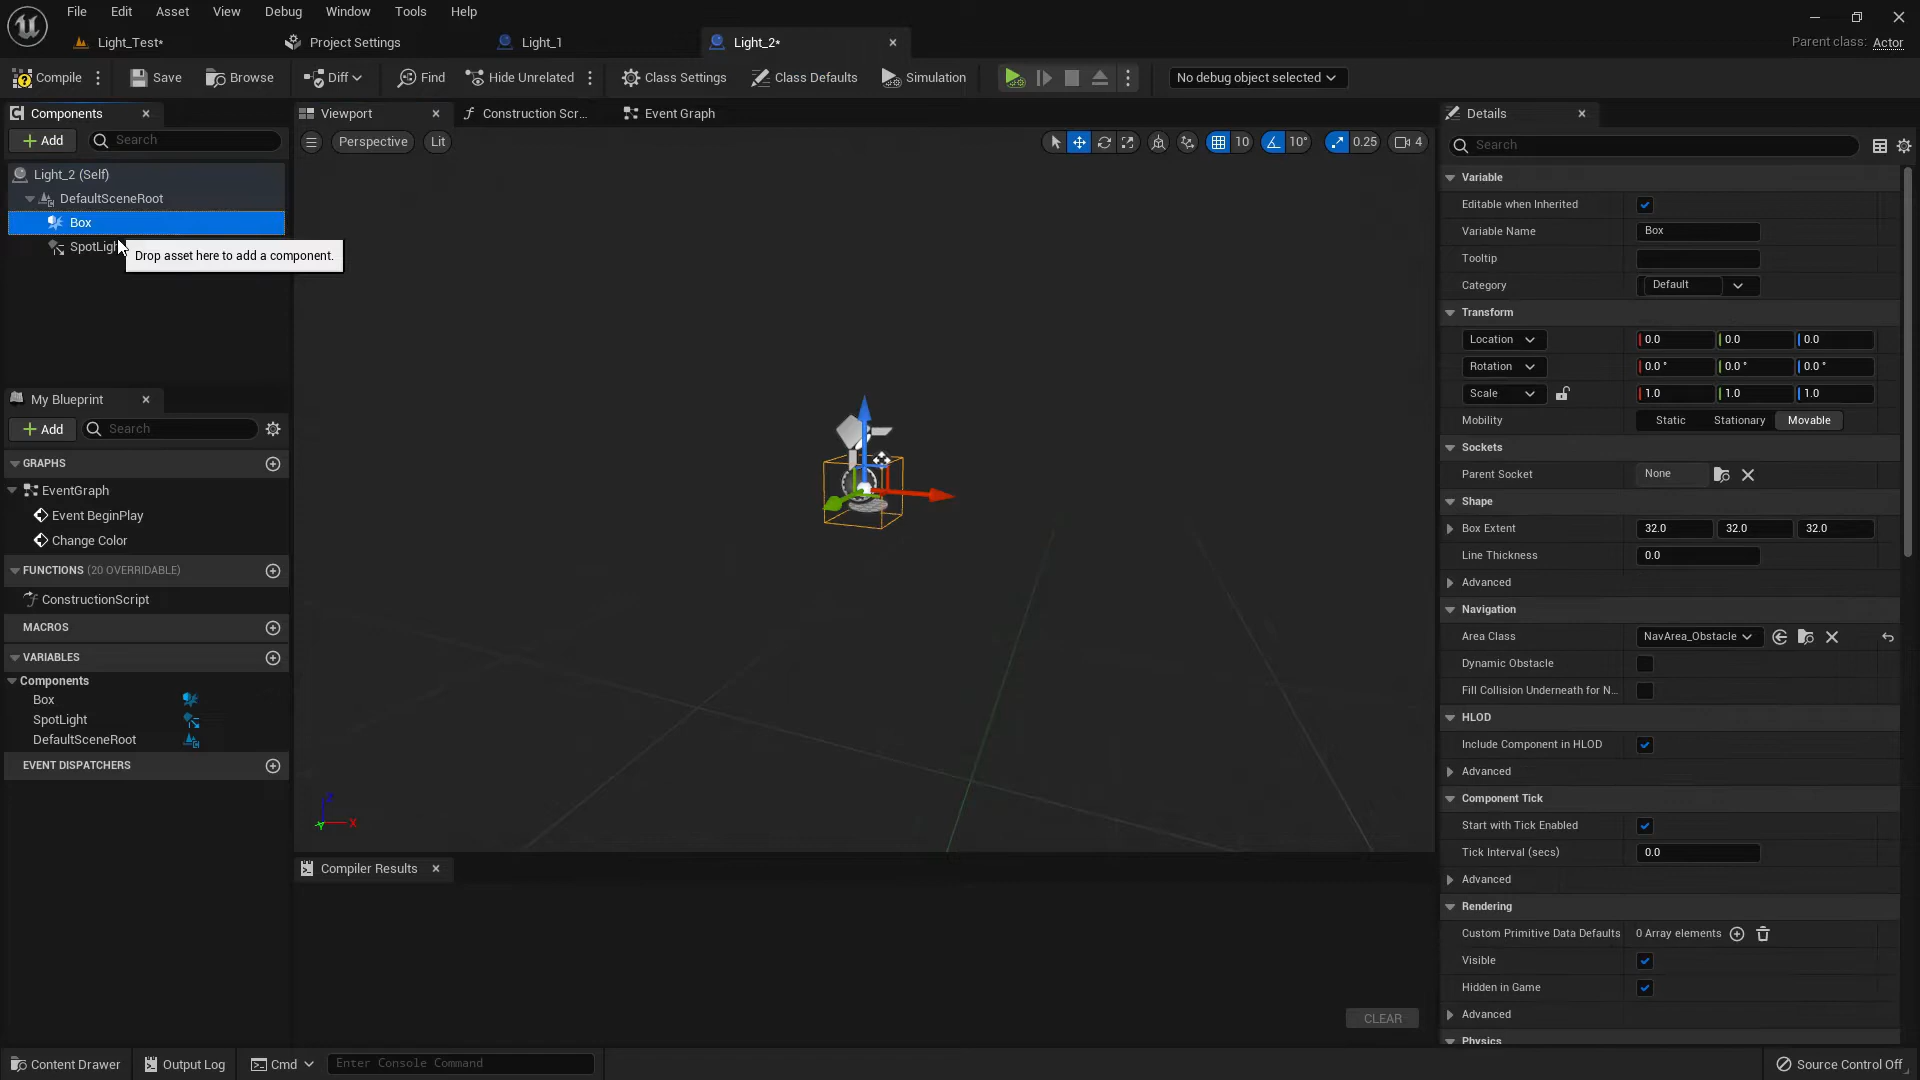 File Edit Asset View Debug Window Tools Help
Light_Test* Project Settings Light_1 Light_2*
Parent class: Actor
Compile Save Browse Diff Find Hide Unrelated Class Settings Class Defaults Simulation No debug object selected
Components
Add Search
Light_2 (Self)
DefaultSceneRoot
Box
Drop asset here to add a component.
My Blueprint
Add Search
GRAPHS
EventGraph
Event BeginPlay
Change Color
FUNCTIONS (20 OVERRIDABLE)
ConstructionScript
MACROS
VARIABLES
Components
Box
SpotLight
DefaultSceneRoot
EVENT DISPATCHERS
Viewport Construction Scr... Event Graph
Perspective Lit 10 10° 0.25 4
Z
X
Y
Compiler Results
CLEAR
Details
Search
Variable
Editable when Inherited
Variable Name Box
Tooltip
Category Default
Transform
Location 0.0 0.0 0.0
Rotation 0.0 ° 0.0 ° 0.0 °
Scale 1.0 1.0 1.0
Mobility Static Stationary Movable
Sockets
Parent Socket None
Shape
Box Extent 32.0 32.0 32.0
Line Thickness 0.0
Advanced
Navigation
Area Class NavArea_Obstacle
Dynamic Obstacle
Fill Collision Underneath for N...
HLOD
Include Component in HLOD
Advanced
Component Tick
Start with Tick Enabled
Tick Interval (secs) 0.0
Advanced
Rendering
Custom Primitive Data Defaults 0 Array elements
Visible
Hidden in Game
Advanced
Physics
Content Drawer Output Log Cmd Enter Console Command Source Control Off